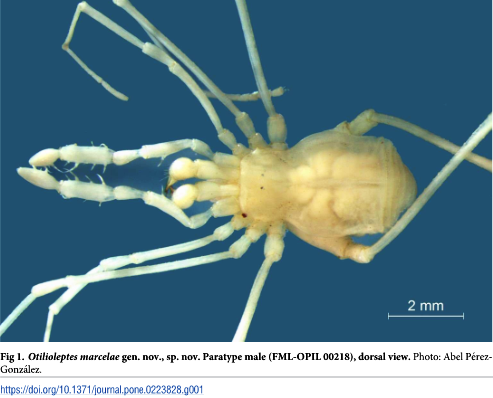 2 mm
Fig 1. Otilioleptes marcelae gen. nov., sp. nov. Paratype male (FML-OPIL 00218), dorsal view. Photo: Abel Pérez-
González.
https://doi.org/10.1371/journal.pone.0223828.g001